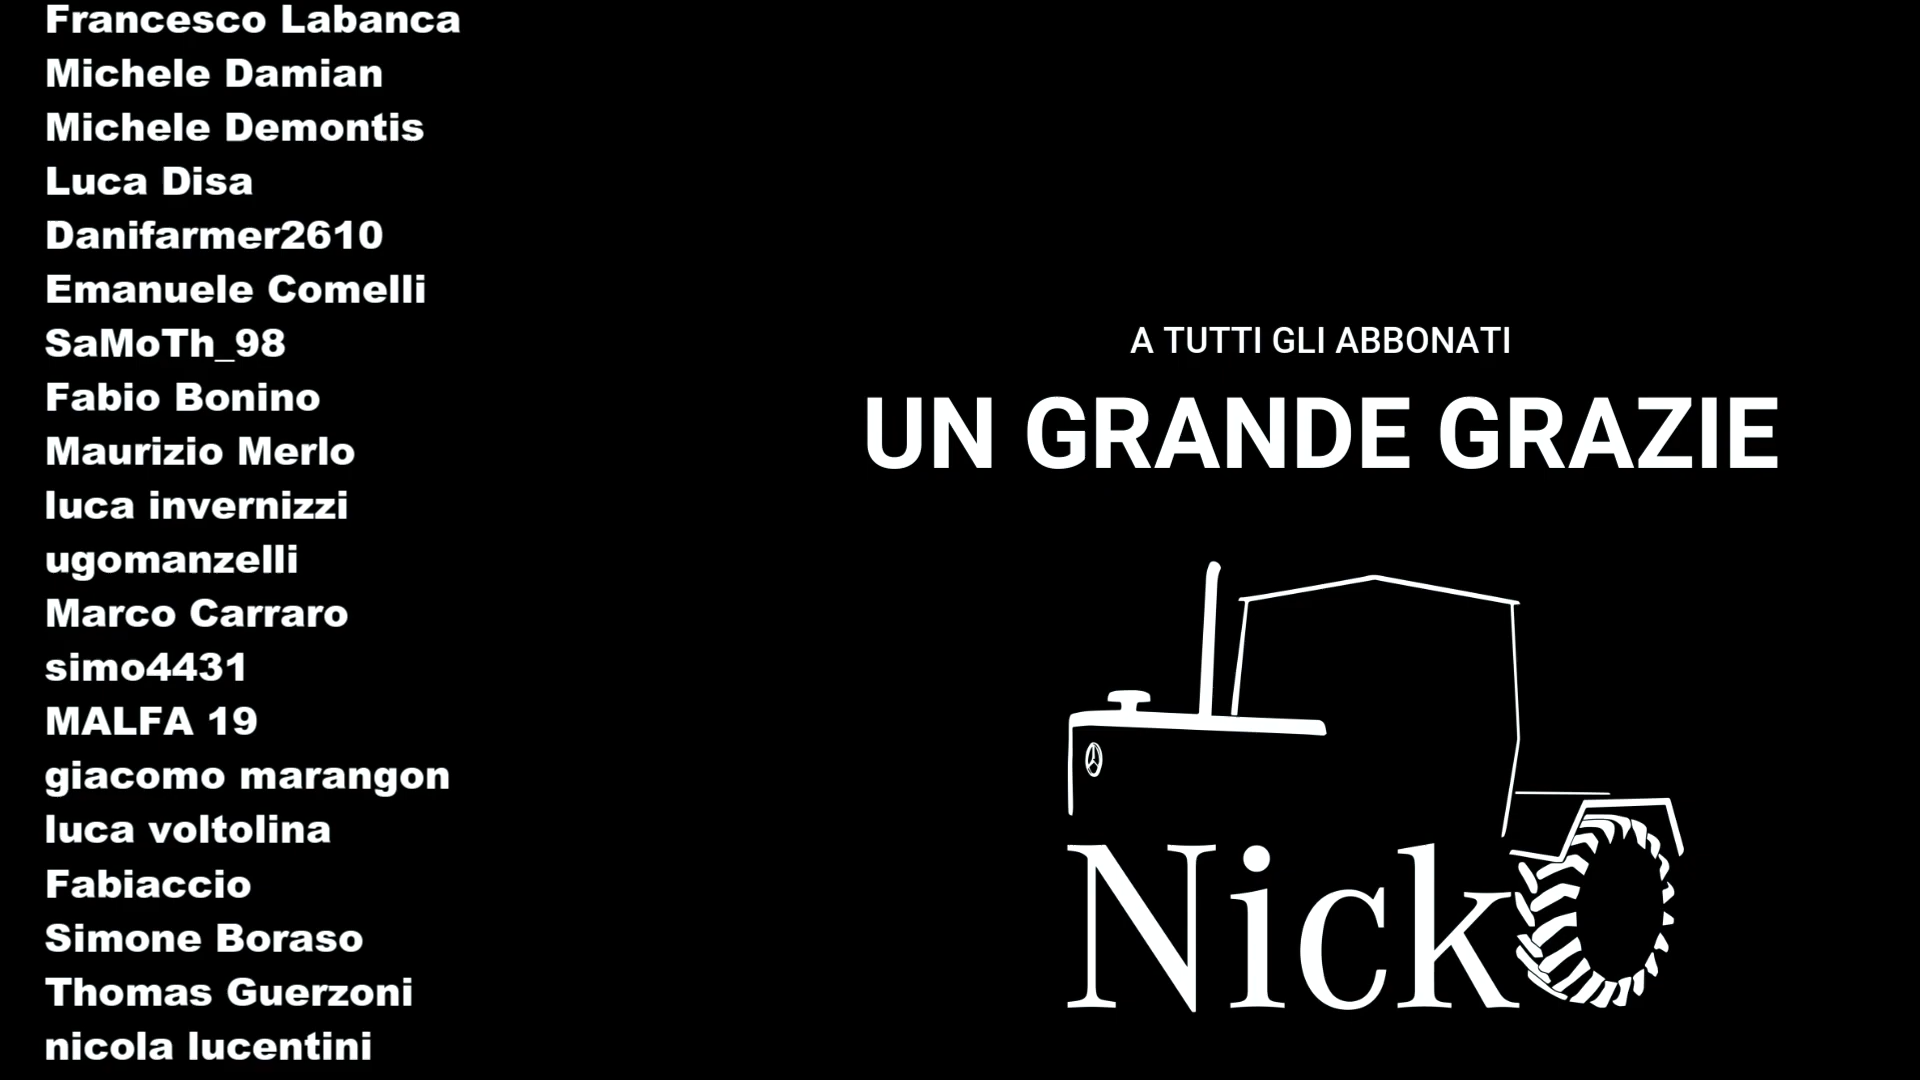 Francesco Labanca
Michele Damian
Michele Demontis
Luca Disa
Danifarmer2610
Emanuele Comelli
SaMoTh_98
Fabio Bonino
Maurizio Merlo
luca invernizzi
ugomanzelli
Marco Carraro
simo4431
MALFA 19
giacomo marangon
luca voltolina
Fabiaccio
Simone Boraso
Thomas Guerzoni
nicola lucentini
A TUTTI GLI ABBONATI
UN GRANDE GRAZIE
Nicko